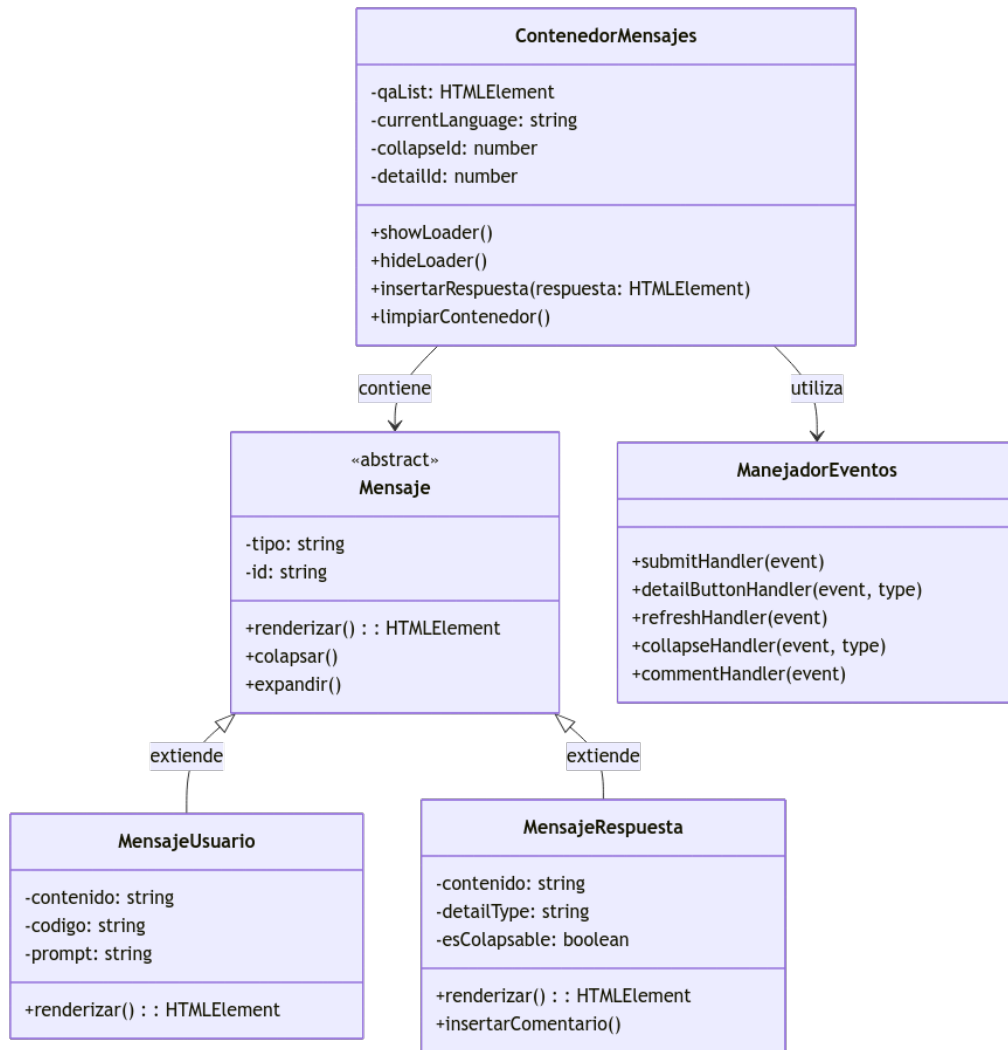 ContenedorMensajes
-qaList: HTMLElement
-currentLanguage: string
-collapseId: number
-detailId: number
+showLoader()
+hideLoader()
+insertarRespuesta(respuesta: HTMLElement)
+limpiarContenedor()
contiene
utiliza
«abstract»
Mensaje
-tipo: string
-id: string
+renderizar() : : HTMLElement
+colapsar()
+expandir()
ManejadorEventos
+submitHandler(event)
+detailButtonHandler(event, type)
+refreshHandler(event)
+collapseHandler(event, type)
+commentHandler(event)
extiende
extiende
MensajeUsuario
-contenido: string
-codigo: string
-prompt: string
+renderizar() : : HTMLElement
MensajeRespuesta
-contenido: string
-detailType: string
-esColapsable: boolean
+renderizar() : : HTMLElement
+insertarComentario()